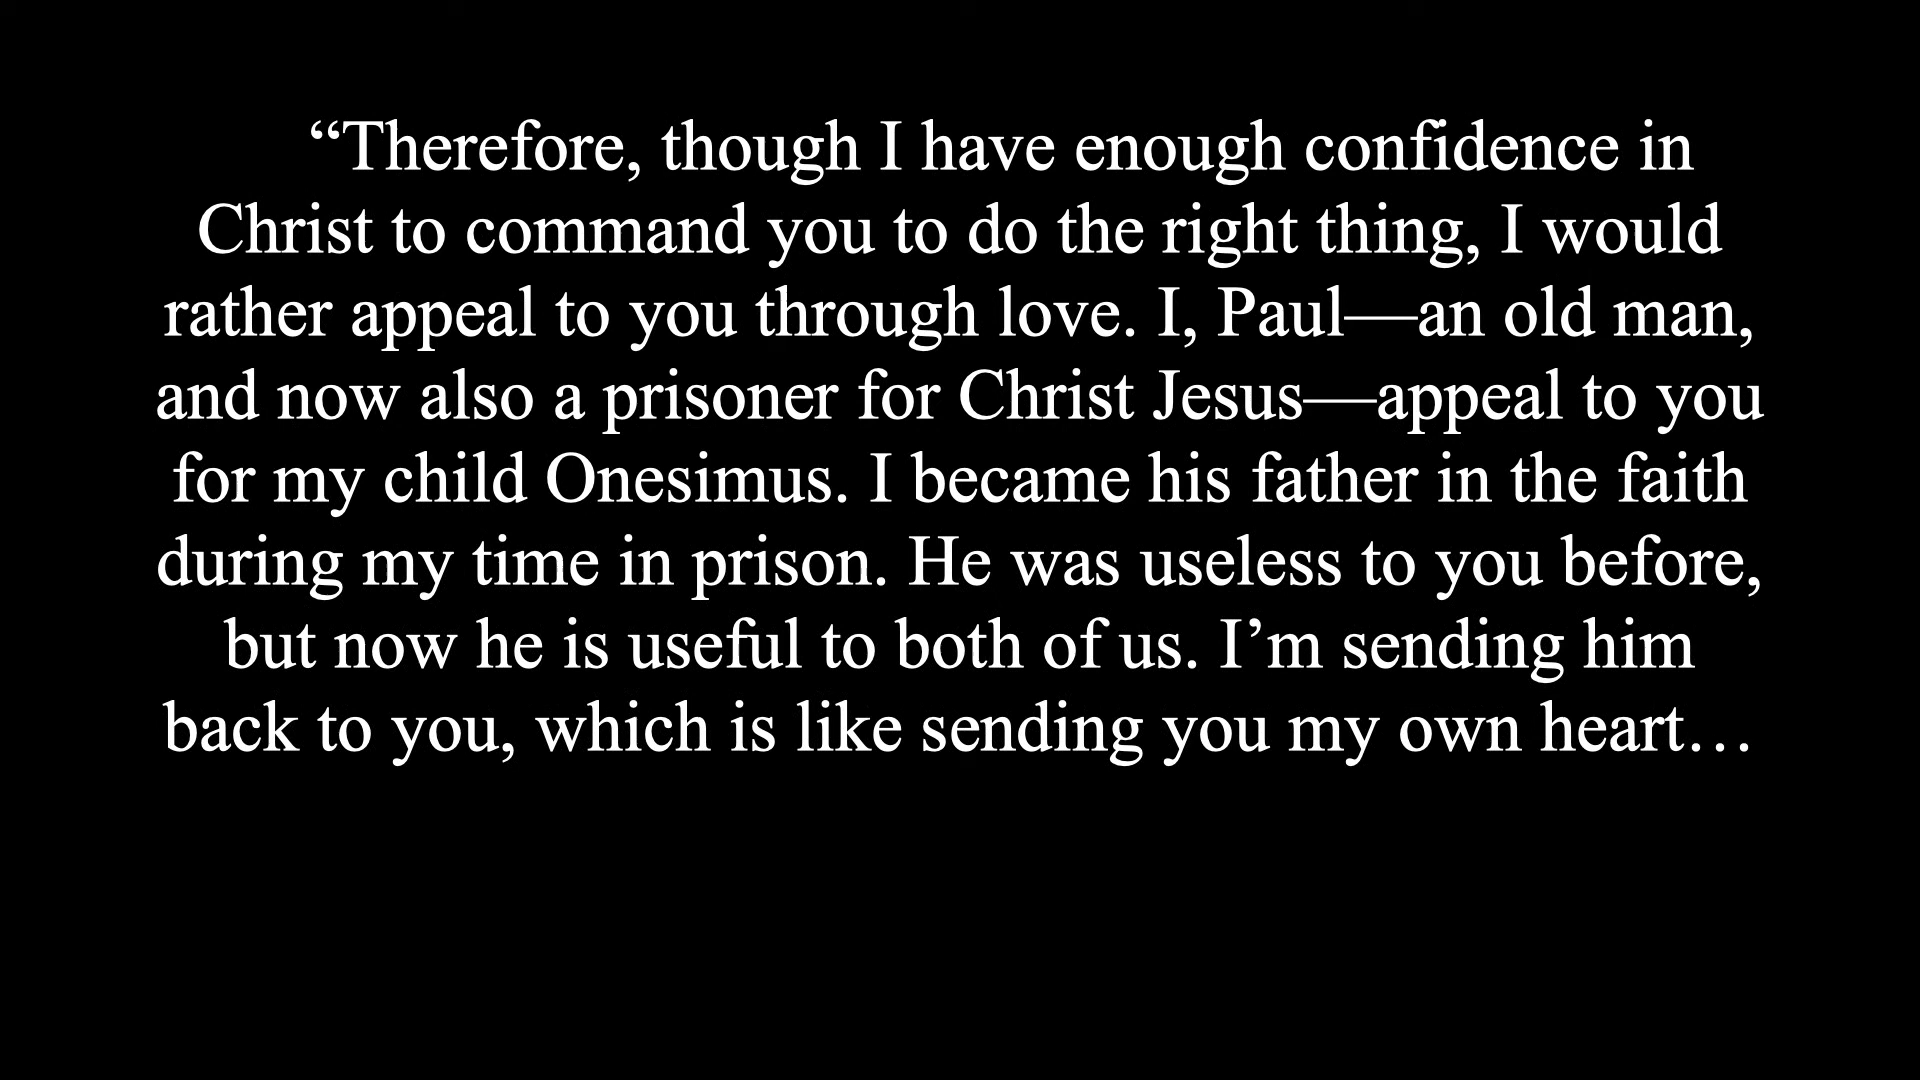 “Therefore, though I have enough confidence in
Christ to command you to do the right thing, I would
rather appeal to you through love. I, Paul—an old man,
and now also a prisoner for Christ Jesus—appeal to you
for my child Onesimus. I became his father in the faith
during my time in prison. He was useless to you before,
but now he is useful to both of us. I’m sending him
back to you, which is like sending you my own heart…